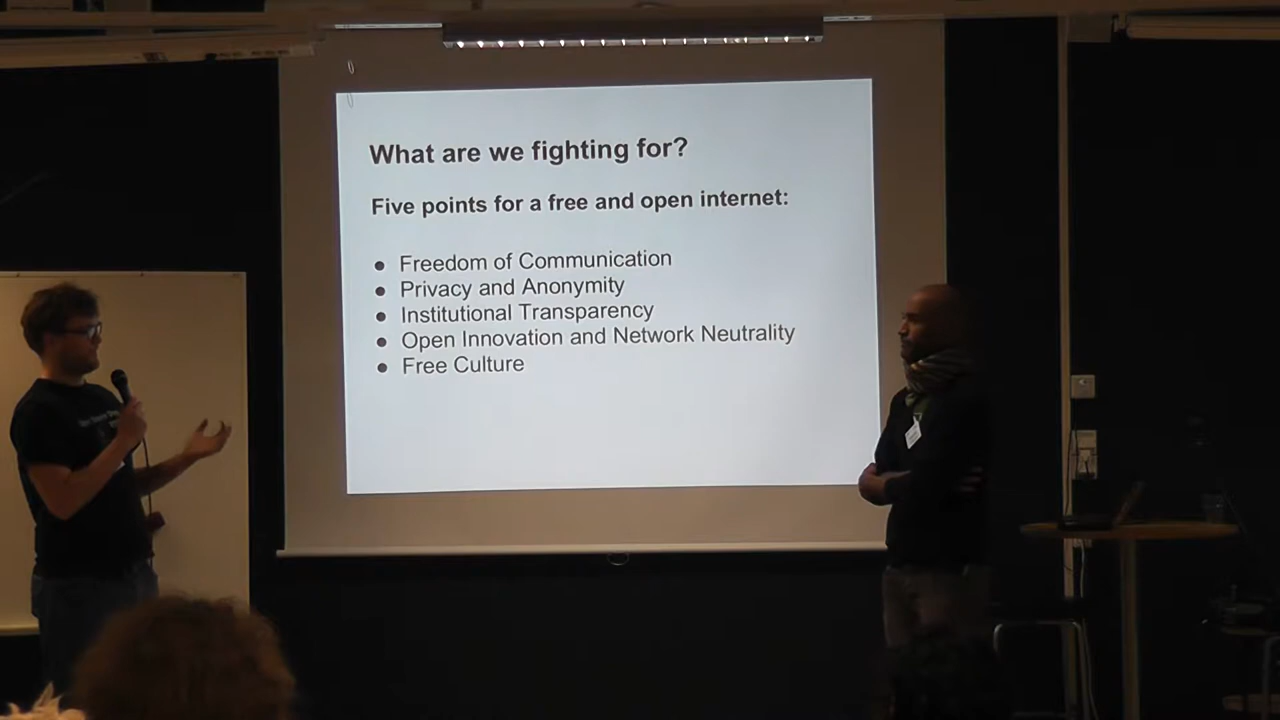 What are we fighting for?
Five points for a free and open internet:
● Freedom of Communication
● Privacy and Anonymity
● Institutional Transparency
● Open Innovation and Network Neutrality
● Free Culture